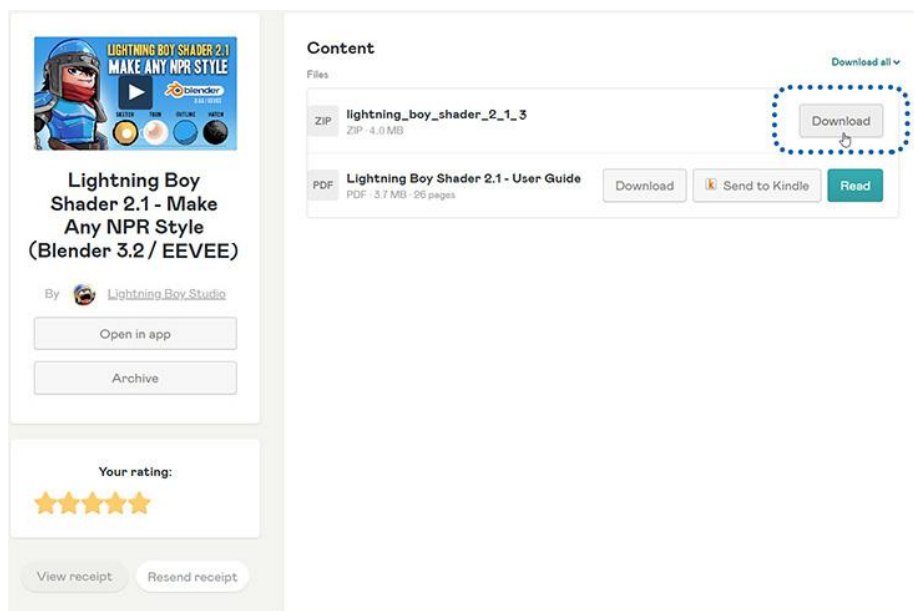 LIGHTNING BOY SHADER 2.1
MAKE ANY NPR STYLE
blender
SKETCH TOON OUTLINE HATCH
Lightning Boy
Shader 2.1 - Make
Any NPR Style
(Blender 3.2 / EEVEE)
By Lightning Boy Studio
Open in app
Archive
Your rating:
View receipt Resend receipt
Content
Download all
Files
ZIP lightning_boy_shader_2_1_3
ZIP · 4.0 MB
Download
PDF Lightning Boy Shader 2.1 - User Guide
PDF · 3.7 MB · 26 pages
Download Send to Kindle Read